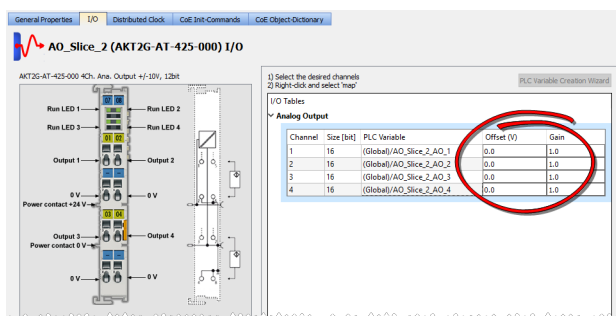 General Properties I/O Distributed Clock CoE Init-Commands CoE Object-Dictionary
AO_Slice_2 (AKT2G-AT-425-000) I/O
AKT2G-AT-425-000 4Ch. Ana. Output +/-10V, 12bit
07 08
Run LED 1
Run LED 2
Run LED 3
Run LED 4
01 02
Output 1
Output 2
0 V
0 V
Power contact +24 V
03 04
Output 3
Output 4
Power contact 0 V
0 V
0 V
1) Select the desired channels
2) Right-click and select 'map'
PLC Variable Creation Wizard
I/O Tables
Analog Output
Channel Size [bit] PLC Variable Offset (V) Gain
1 16 (Global)/AO_Slice_2_AO_1 0.0 1.0
2 16 (Global)/AO_Slice_2_AO_2 0.0 1.0
3 16 (Global)/AO_Slice_2_AO_3 0.0 1.0
4 16 (Global)/AO_Slice_2_AO_4 0.0 1.0